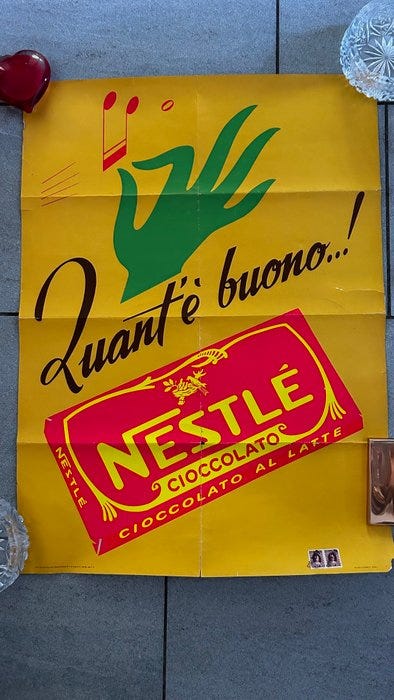 Quant'è buono...!
NESTLÉ
NESTLÉ
CIOCCOLATO
CIOCCOLATO AL LATTE